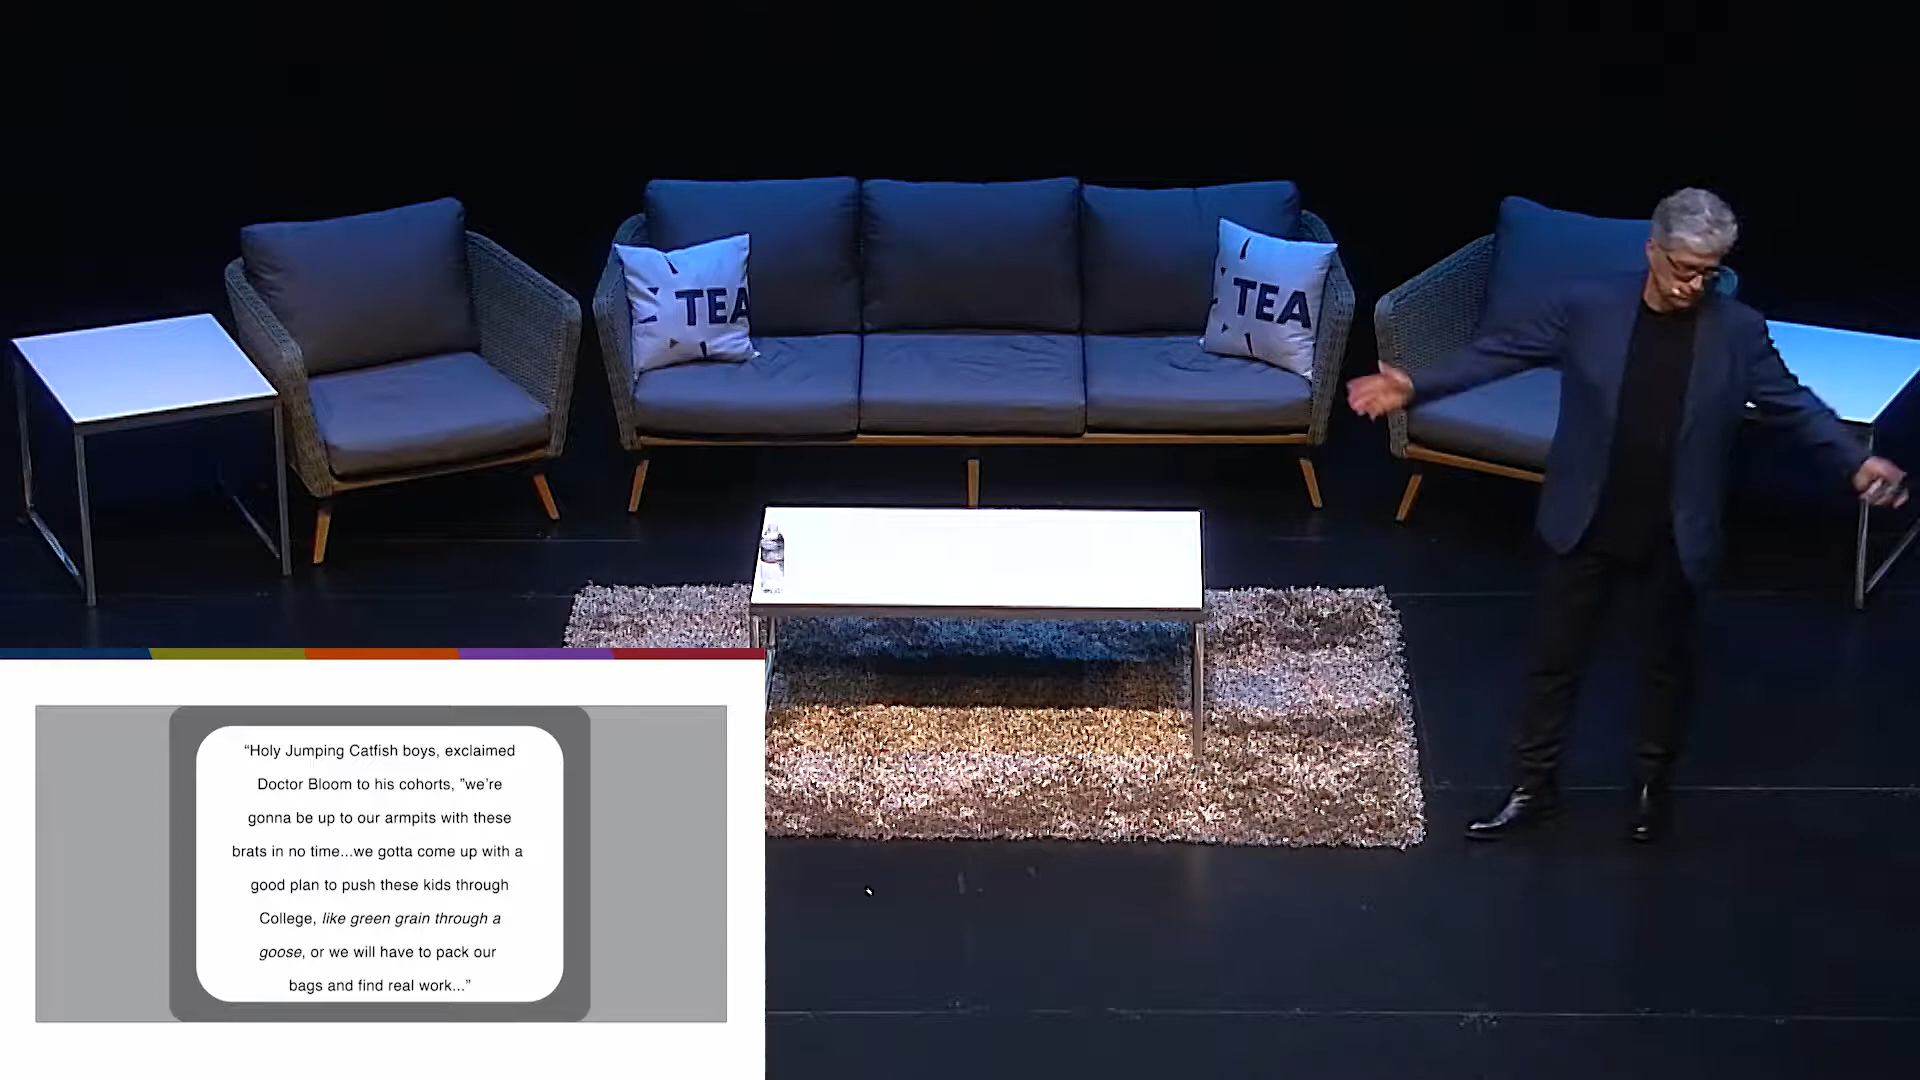 TEA
TEA
“Holy Jumping Catfish boys, exclaimed
Doctor Bloom to his cohorts, ”we’re
gonna be up to our armpits with these
brats in no time...we gotta come up with a
good plan to push these kids through
College, like green grain through a
goose, or we will have to pack our
bags and find real work...”